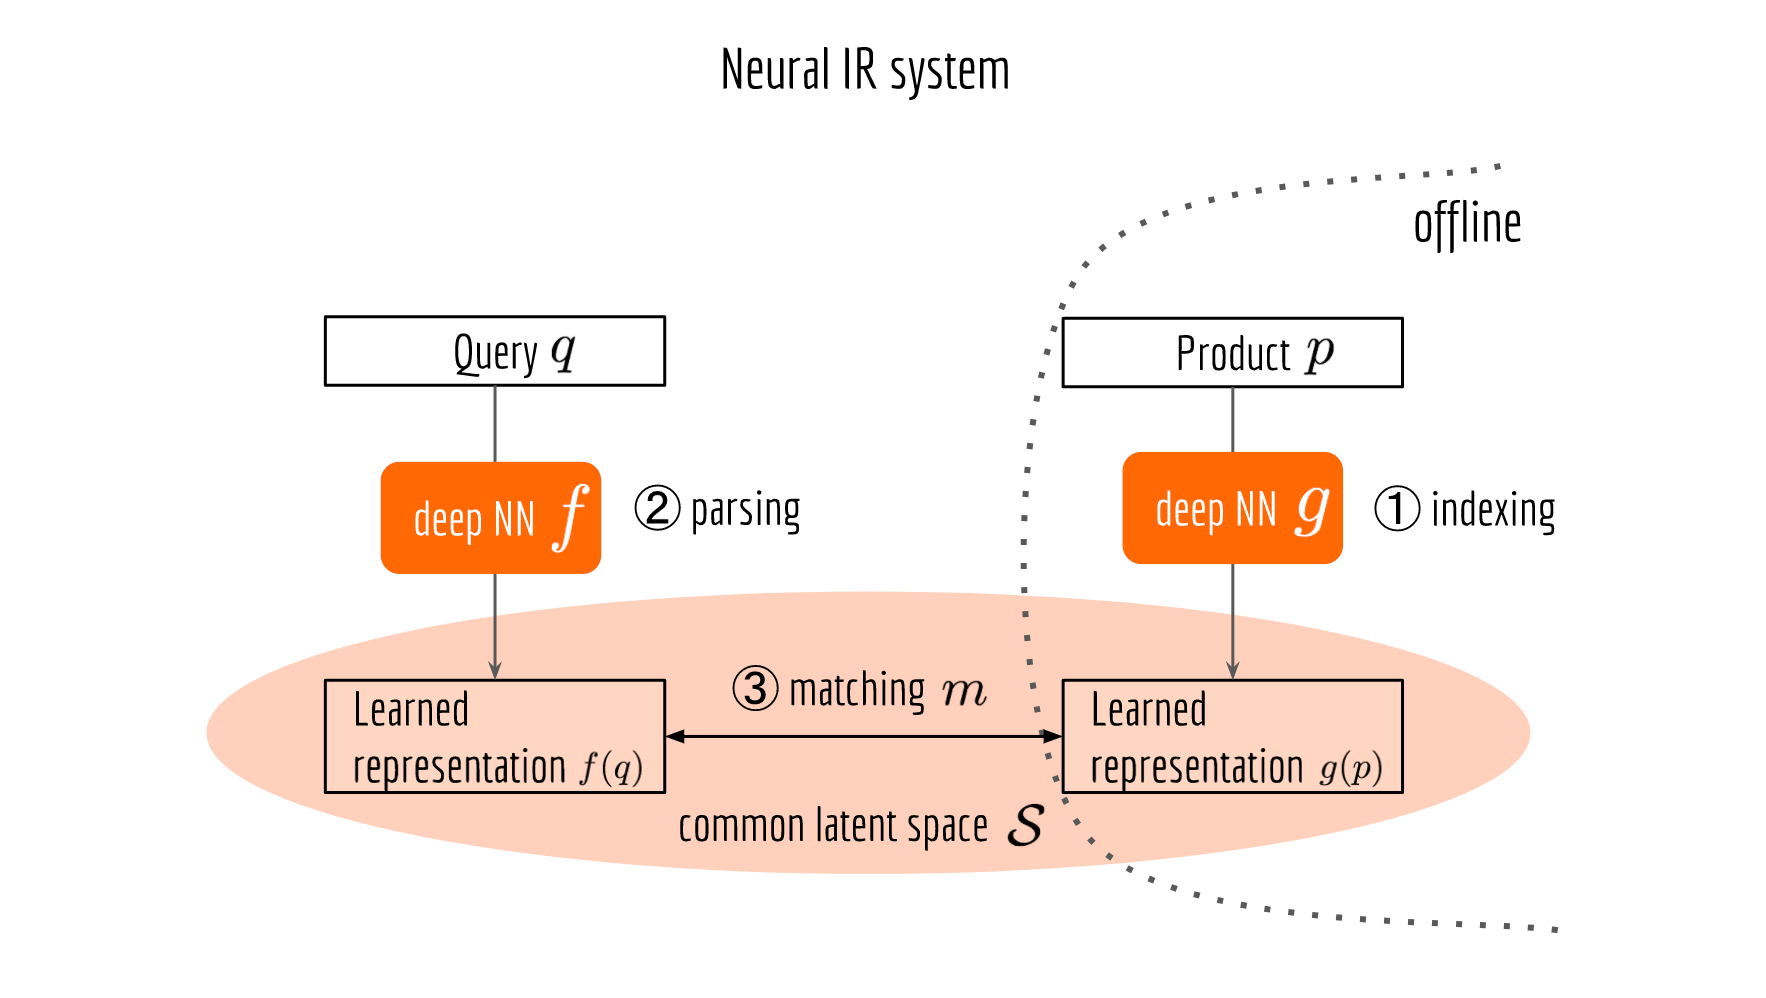 Neural IR system
offline
Query q
Product p
deep NN f
② parsing
deep NN g
① indexing
③ matching m
Learned
representation f(q)
Learned
representation g(p)
common latent space 𝒮